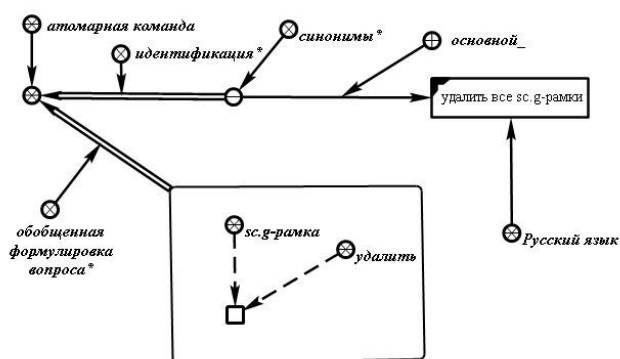 атомарная команда
идентификация*
синонимы*
основной_
удалить все sc.g-рамки
обобщенная
формулировка
вопроса*
sc.g-рамка
удалить
Русский язык